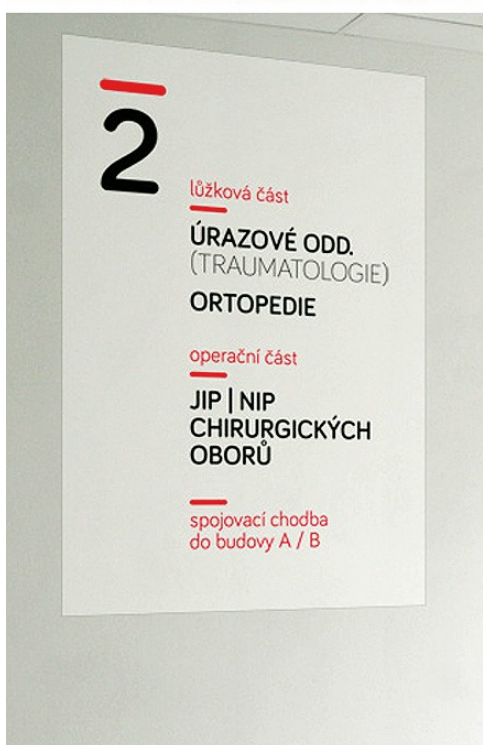 2
lůžková část
ÚRAZOVÉ ODD.
(TRAUMATOLOGIE)
ORTOPEDIE
operační část
JIP | NIP
CHIRURGICKÝCH
OBORŮ
spojovací chodba
do budovy A / B